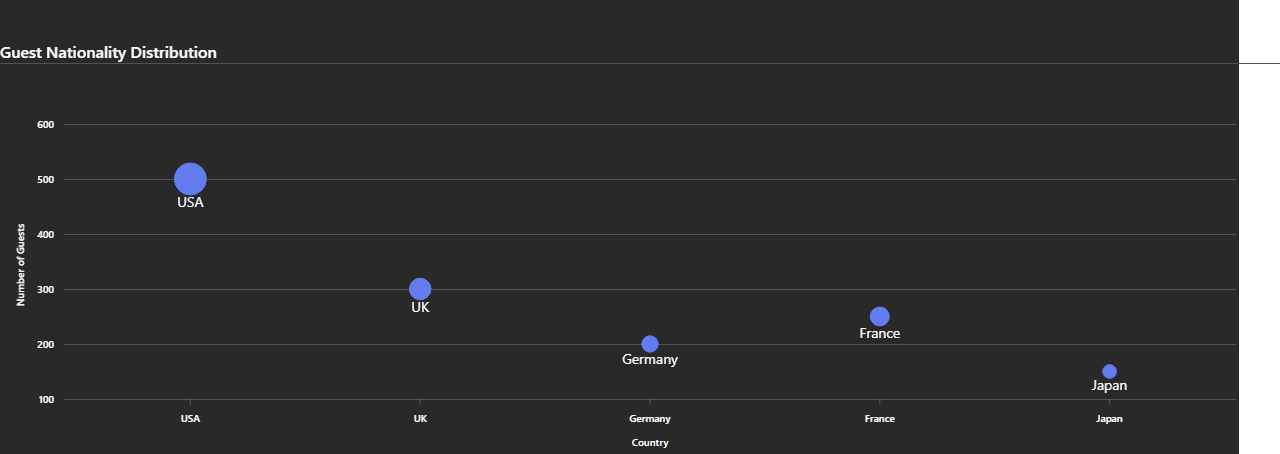 Guest Nationality Distribution
600
500
USA
400
Number of Guests
300
UK
France
200
Germany
Japan
100
USA UK Germany France Japan
Country